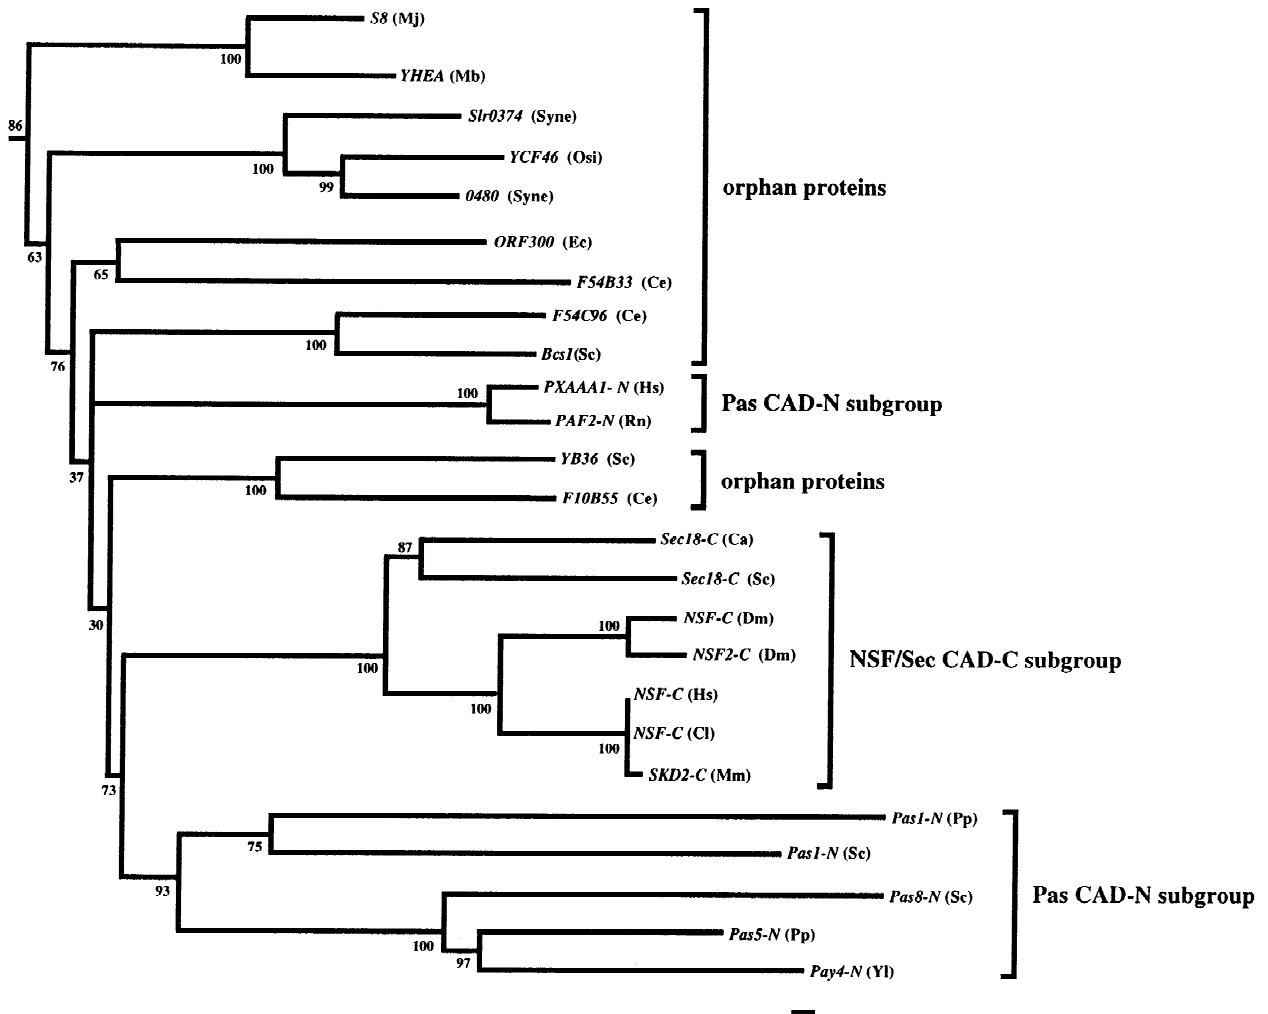 S8 (Mj)
100
YHEA (Mb)
86
Slr0374 (Syne)
YCF46 (Osi)
100
99
0480 (Syne)
orphan proteins
ORF300 (Ec)
63
65
F54B33 (Ce)
F54C96 (Ce)
100
Bcs1(Sc)
76
PXAAA1- N (Hs)
100
PAF2-N (Rn)
Pas CAD-N subgroup
YB36 (Sc)
37
100
F10B55 (Ce)
orphan proteins
Sec18-C (Ca)
87
Sec18-C (Sc)
NSF-C (Dm)
100
30
NSF2-C (Dm)
100
NSF/Sec CAD-C subgroup
NSF-C (Hs)
100
NSF-C (Cl)
100
SKD2-C (Mm)
73
Pas1-N (Pp)
75
Pas1-N (Sc)
93
Pas8-N (Sc)
Pas CAD-N subgroup
Pas5-N (Pp)
100
97
Pay4-N (Yl)